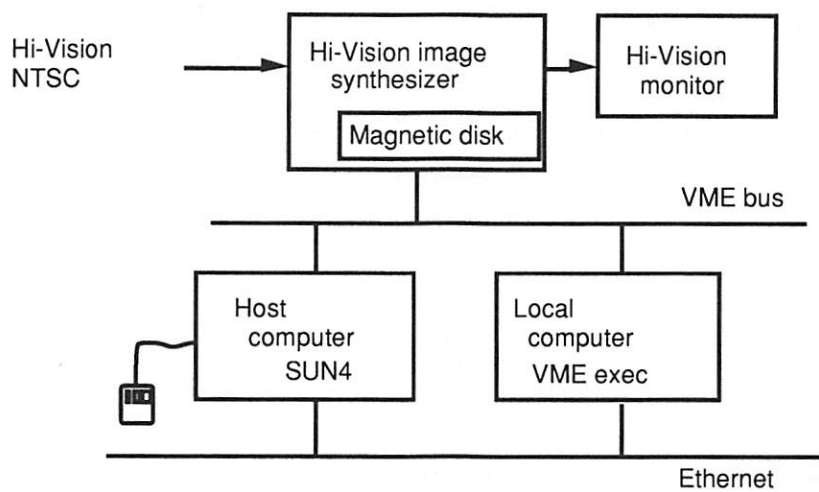 Hi-Vision
NTSC
Hi-Vision image
synthesizer
Magnetic disk
Hi-Vision
monitor
VME bus
Host
computer
SUN4
Local
computer
VME exec
Ethernet